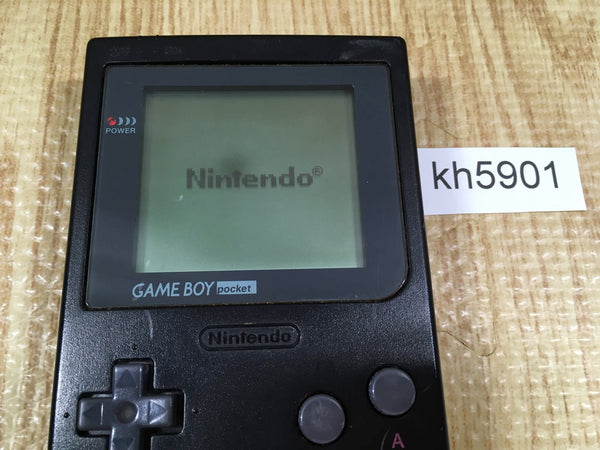 POWER
Nintendo®
kh5901
GAME BOY pocket
Nintendo
A